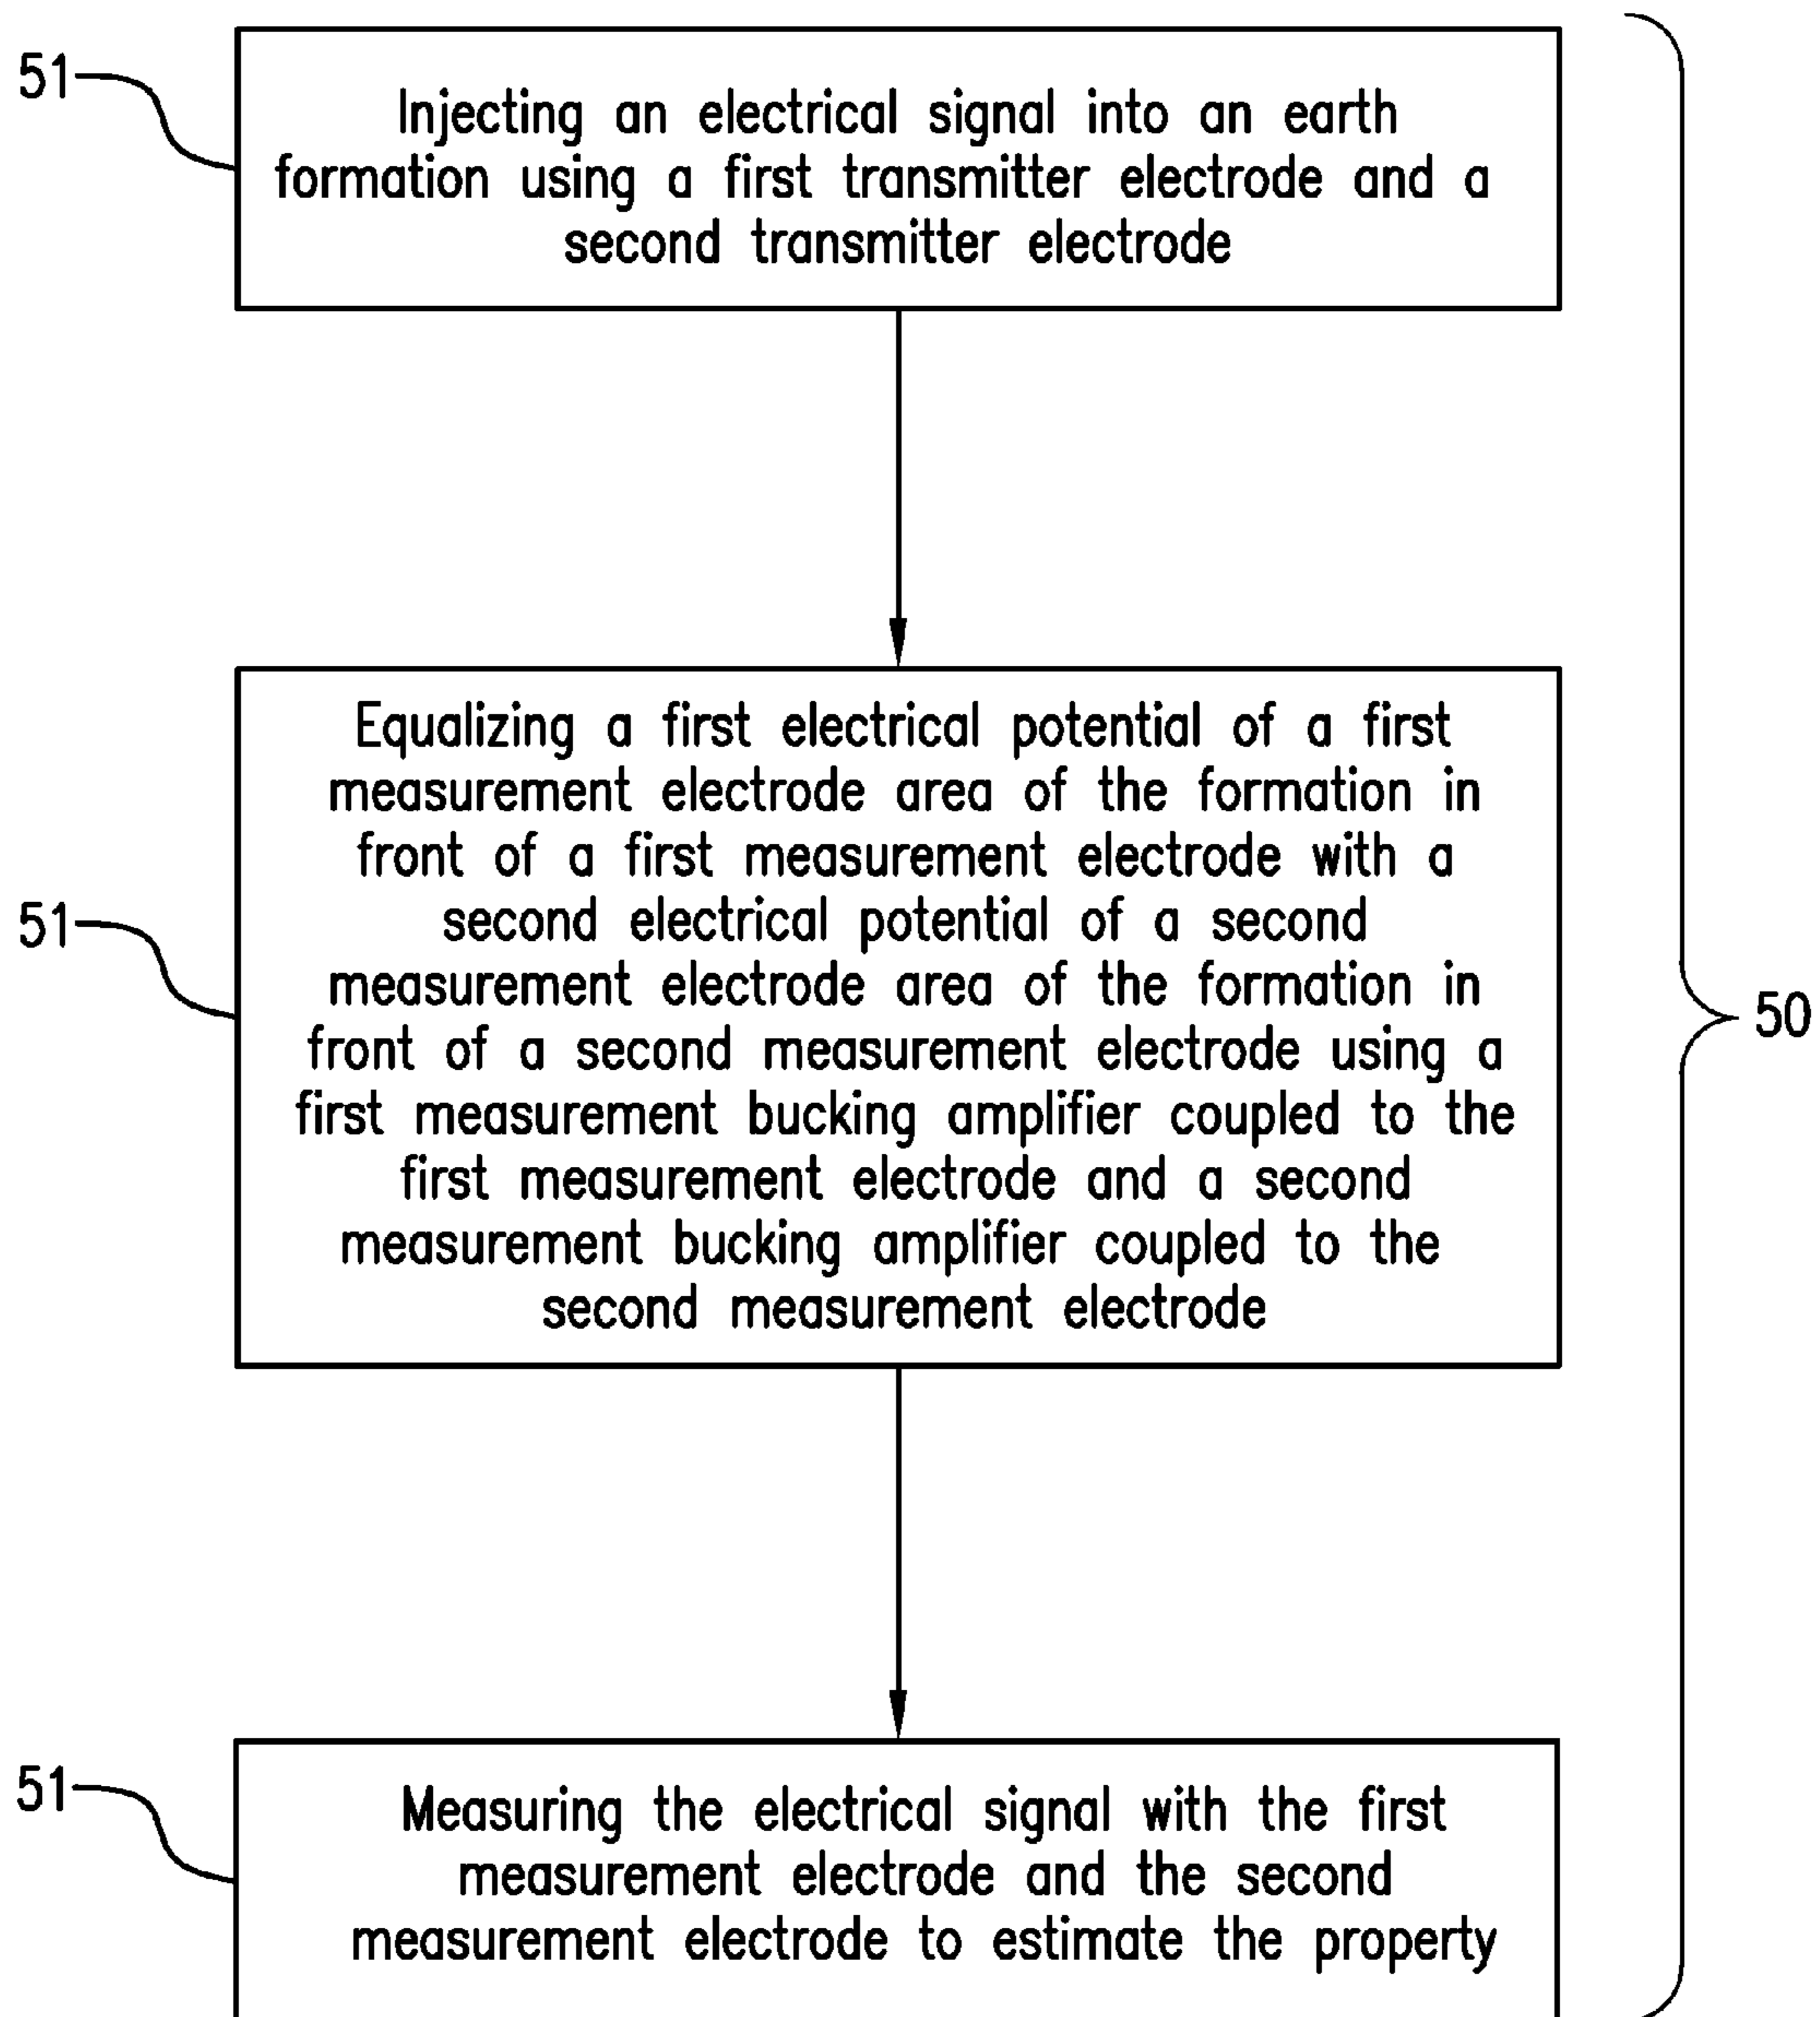 51
Injecting an electrical signal into an earth
formation using a first transmitter electrode and a
second transmitter electrode
51
Equalizing a first electrical potential of a first
measurement electrode area of the formation in
front of a first measurement electrode with a
second electrical potential of a second
measurement electrode area of the formation in
front of a second measurement electrode using a
first measurement bucking amplifier coupled to the
first measurement electrode and a second
measurement bucking amplifier coupled to the
second measurement electrode
50
51
Measuring the electrical signal with the first
measurement electrode and the second
measurement electrode to estimate the property